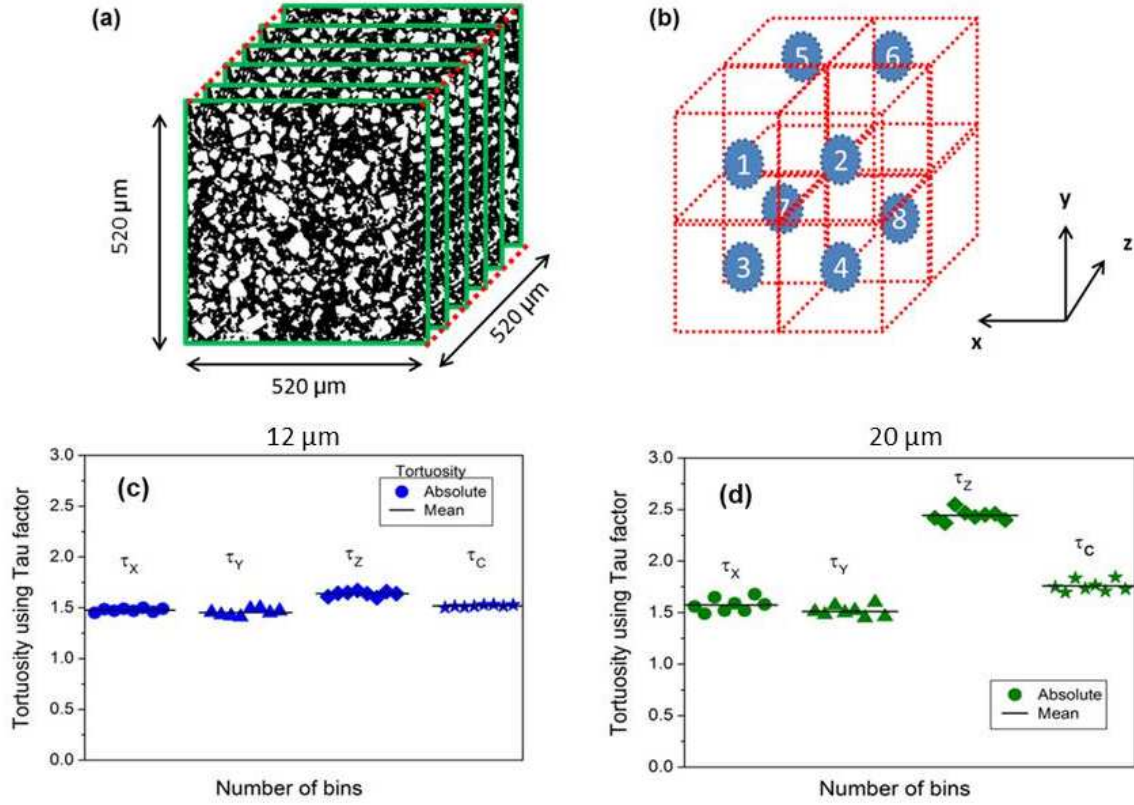 (a)
520 µm
520 µm
520 µm
(b)
5 6
1 2
7 8
3 4
y
z
x
12 µm
3.0
2.5
2.0
1.5
1.0
0.5
0.0
Tortuosity using Tau factor
(c)
Tortuosity
Absolute
Mean
τX
τY
τZ
τC
Number of bins
20 µm
3.0
2.5
2.0
1.5
1.0
0.5
0.0
Tortuosity using Tau factor
(d)
τX
τY
τZ
τC
Absolute
Mean
Number of bins